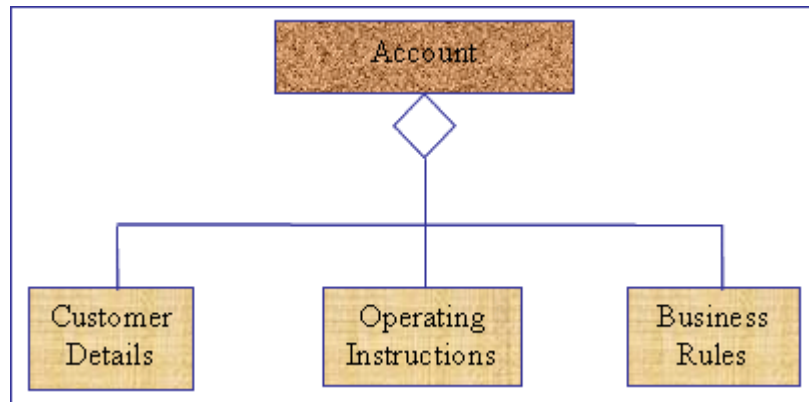 Account
Customer
Details
Operating
Instructions
Business
Rules